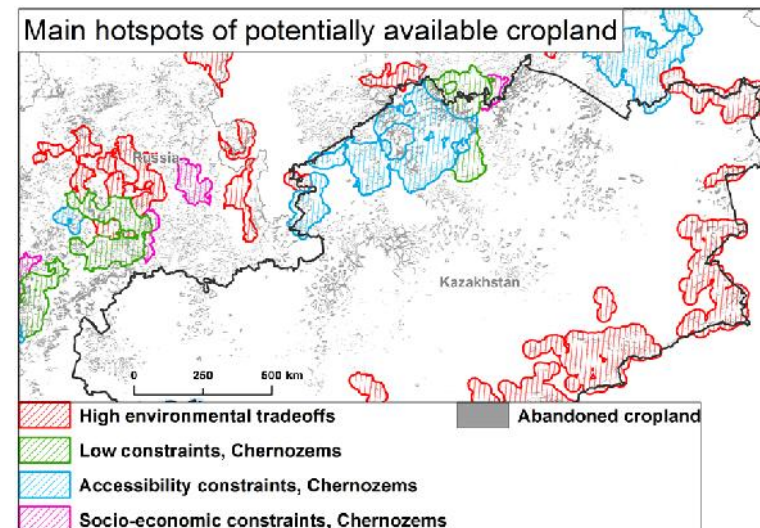 Main hotspots of potentially available cropland
Russia
Kazakhstan
0 250 500 km
High environmental tradeoffs
Abandoned cropland
Low constraints, Chernozems
Accessibility constraints, Chernozems
Socio-economic constraints, Chernozems